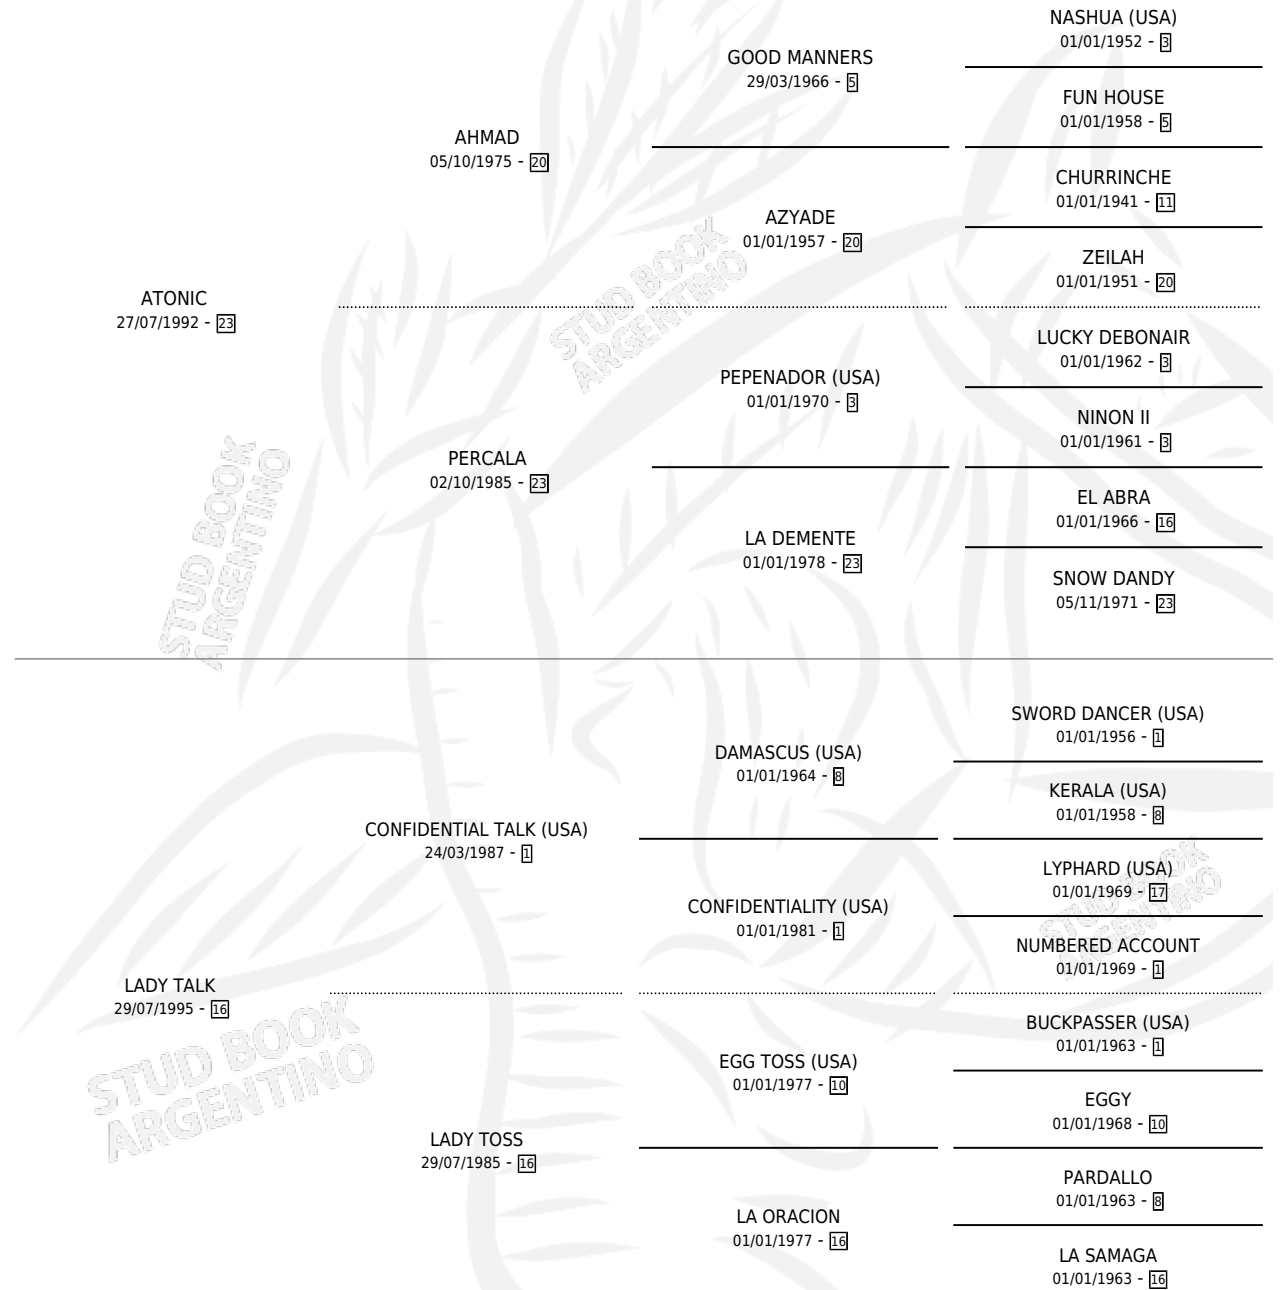 NASHUA (USA)
01/01/1952 - 3
GOOD MANNERS
29/03/1966 - 5
FUN HOUSE
01/01/1958 - 5
AHMAD
05/10/1975 - 20
CHURRINCHE
01/01/1941 - 11
AZYADE
01/01/1957 - 20
ZEILAH
01/01/1951 - 20
STUD BOOK
ARGENTINO
ATONIC
27/07/1992 - 23
LUCKY DEBONAIR
01/01/1962 - 3
PEPENADOR (USA)
01/01/1970 - 3
NINON II
01/01/1961 - 3
PERCALA
02/10/1985 - 23
EL ABRA
01/01/1966 - 16
LA DEMENTE
01/01/1978 - 23
SNOW DANDY
05/11/1971 - 23
STUD BOOK
ARGENTINO
SWORD DANCER (USA)
01/01/1956 - 1
DAMASCUS (USA)
01/01/1964 - 8
KERALA (USA)
01/01/1958 - 8
CONFIDENTIAL TALK (USA)
24/03/1987 - 1
LYPHARD (USA)
01/01/1969 - 17
CONFIDENTIALITY (USA)
01/01/1981 - 1
STUD BOOK
ARGENTINO
NUMBERED ACCOUNT
01/01/1969 - 1
LADY TALK
29/07/1995 - 16
BUCKPASSER (USA)
01/01/1963 - 1
EGG TOSS (USA)
01/01/1977 - 10
EGGY
01/01/1968 - 10
STUD BOOK
ARGENTINO
LADY TOSS
29/07/1985 - 16
PARDALLO
01/01/1963 - 8
LA ORACION
01/01/1977 - 16
LA SAMAGA
01/01/1963 - 16